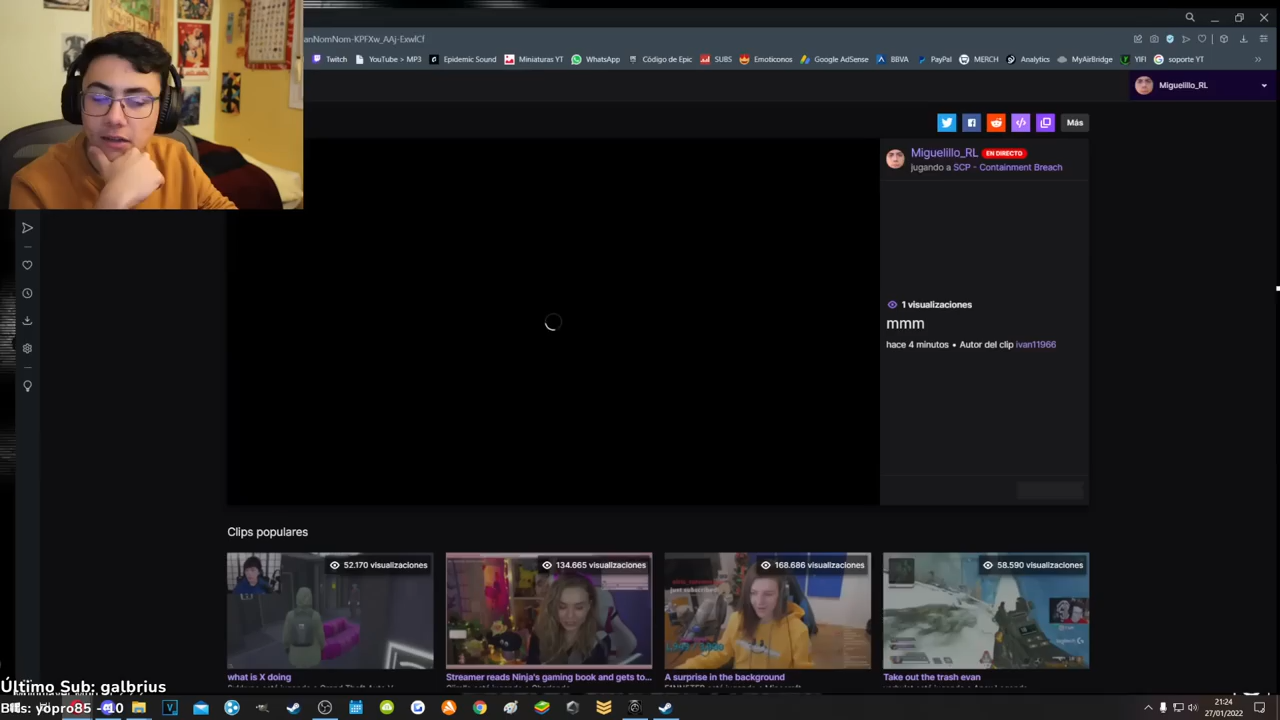 anNomNom-KPFXw_AAj-ExwlCf
Twitch YouTube > MP3 Epidemic Sound Miniaturas YT WhatsApp Código de Epic SUBS Emoticonos Google AdSense BBVA PayPal MERCH Analytics MyAirBridge YIFI soporte YT
Miguelillo_RL
Más
Miguelillo_RL EN DIRECTO
jugando a SCP - Containment Breach
1 visualizaciones
mmm
hace 4 minutos • Autor del clip ivan11966
Clips populares
52.170 visualizaciones
134.665 visualizaciones
168.686 visualizaciones
58.590 visualizaciones
what is X doing
Streamer reads Ninja's gaming book and gets to...
A surprise in the background
Take out the trash evan
Último Sub: galbrius
Bits: yopro85 - 10
21:24
27/01/2022